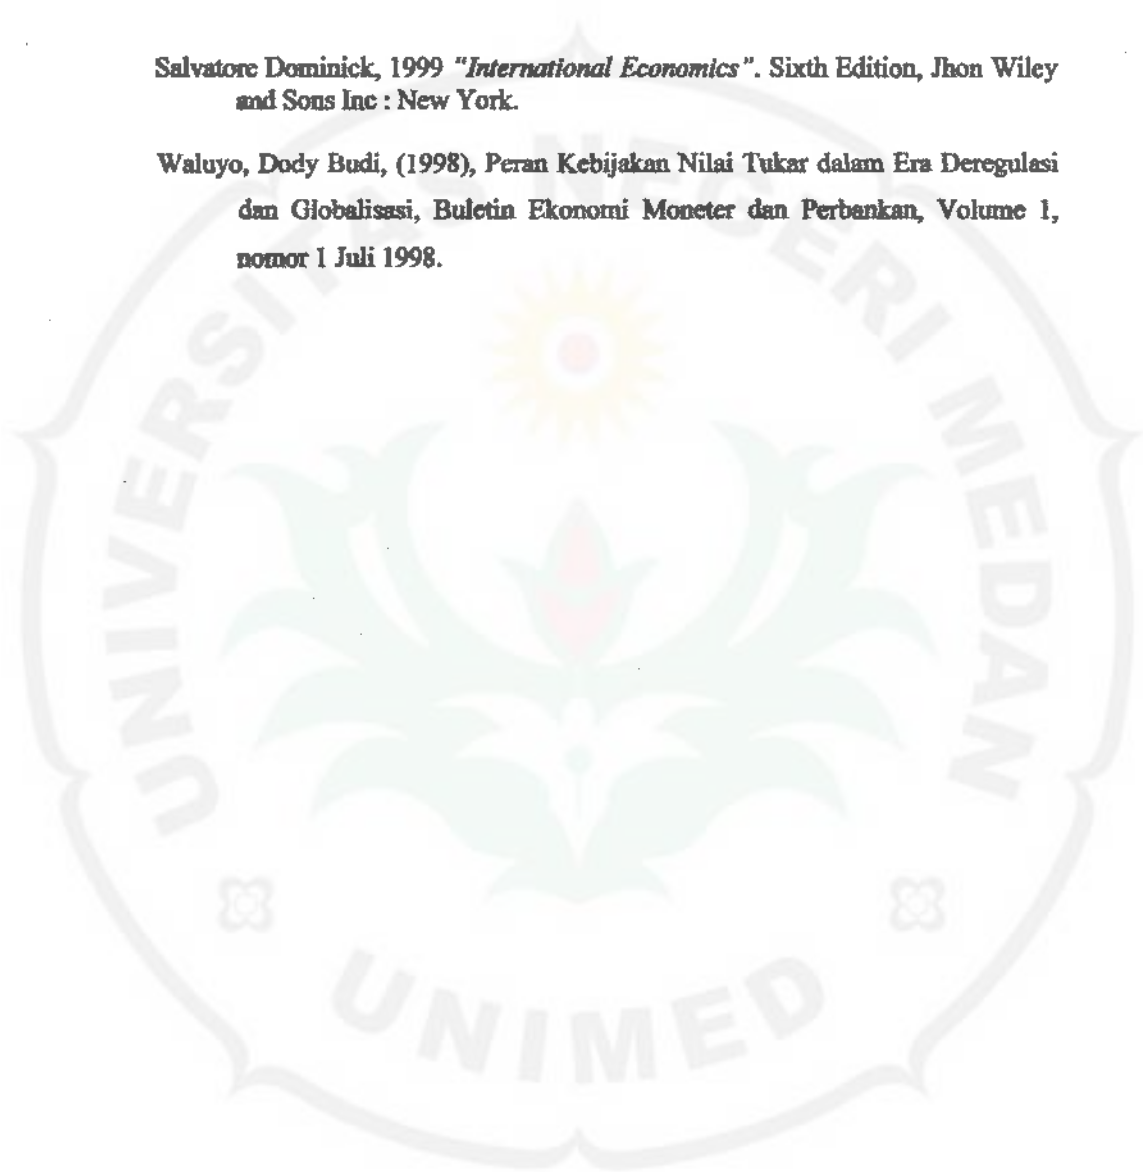 Salvatore Dominick, 1999 "International Economics". Sixth Edition, Jhon Wiley
and Sons Inc : New York.
Waluyo, Dody Budi, (1998), Peran Kebijakan Nilai Tukar dalam Era Deregulasi
dan Globalisasi, Buletin Ekonomi Moneter dan Perbankan, Volume 1,
nomor 1 Juli 1998.
UNIVERSITAS NEGERI MEDAN
UNIMED